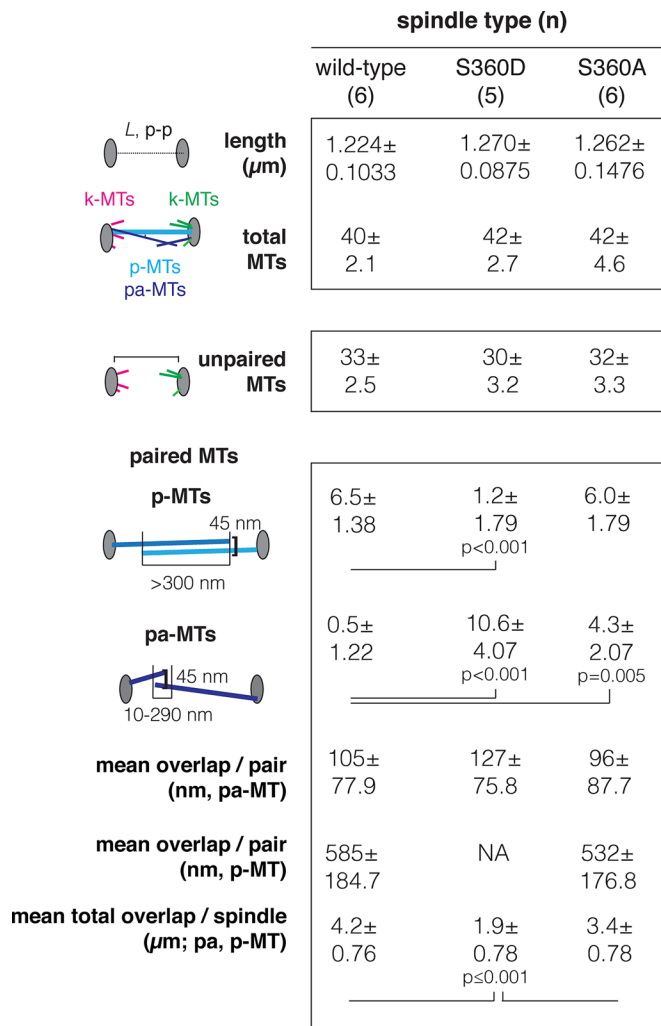 spindle type (n)
wild-type S360D S360A
(6) (5) (6)
L, p-p
length
(µm)
1.224± 1.270± 1.262±
0.1033 0.0875 0.1476
k-MTs k-MTs
p-MTs
pa-MTs
total
MTs
40± 42± 42±
2.1 2.7 4.6
unpaired
MTs
33± 30± 32±
2.5 3.2 3.3
paired MTs
p-MTs
45 nm
>300 nm
6.5± 1.2± 6.0±
1.38 1.79 1.79
p<0.001
pa-MTs
45 nm
10-290 nm
0.5± 10.6± 4.3±
1.22 4.07 2.07
p<0.001 p=0.005
mean overlap / pair
(nm, pa-MT)
105± 127± 96±
77.9 75.8 87.7
mean overlap / pair
(nm, p-MT)
585± NA 532±
184.7 176.8
mean total overlap / spindle
(µm; pa, p-MT)
4.2± 1.9± 3.4±
0.76 0.78 0.78
p≤0.001